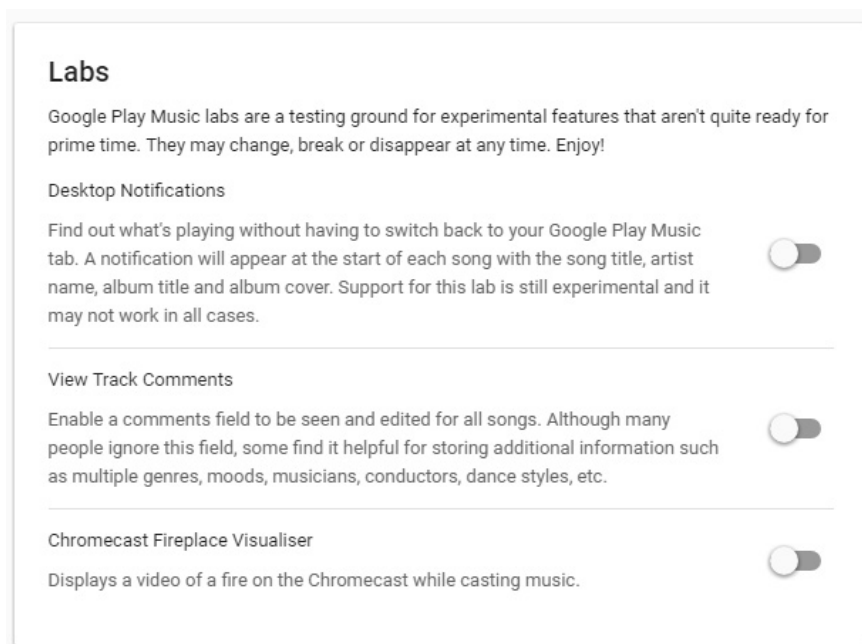 Labs
Google Play Music labs are a testing ground for experimental features that aren't quite ready for
prime time. They may change, break or disappear at any time. Enjoy!
Desktop Notifications
Find out what's playing without having to switch back to your Google Play Music
tab. A notification will appear at the start of each song with the song title, artist
name, album title and album cover. Support for this lab is still experimental and it
may not work in all cases.
View Track Comments
Enable a comments field to be seen and edited for all songs. Although many
people ignore this field, some find it helpful for storing additional information such
as multiple genres, moods, musicians, conductors, dance styles, etc.
Chromecast Fireplace Visualiser
Displays a video of a fire on the Chromecast while casting music.